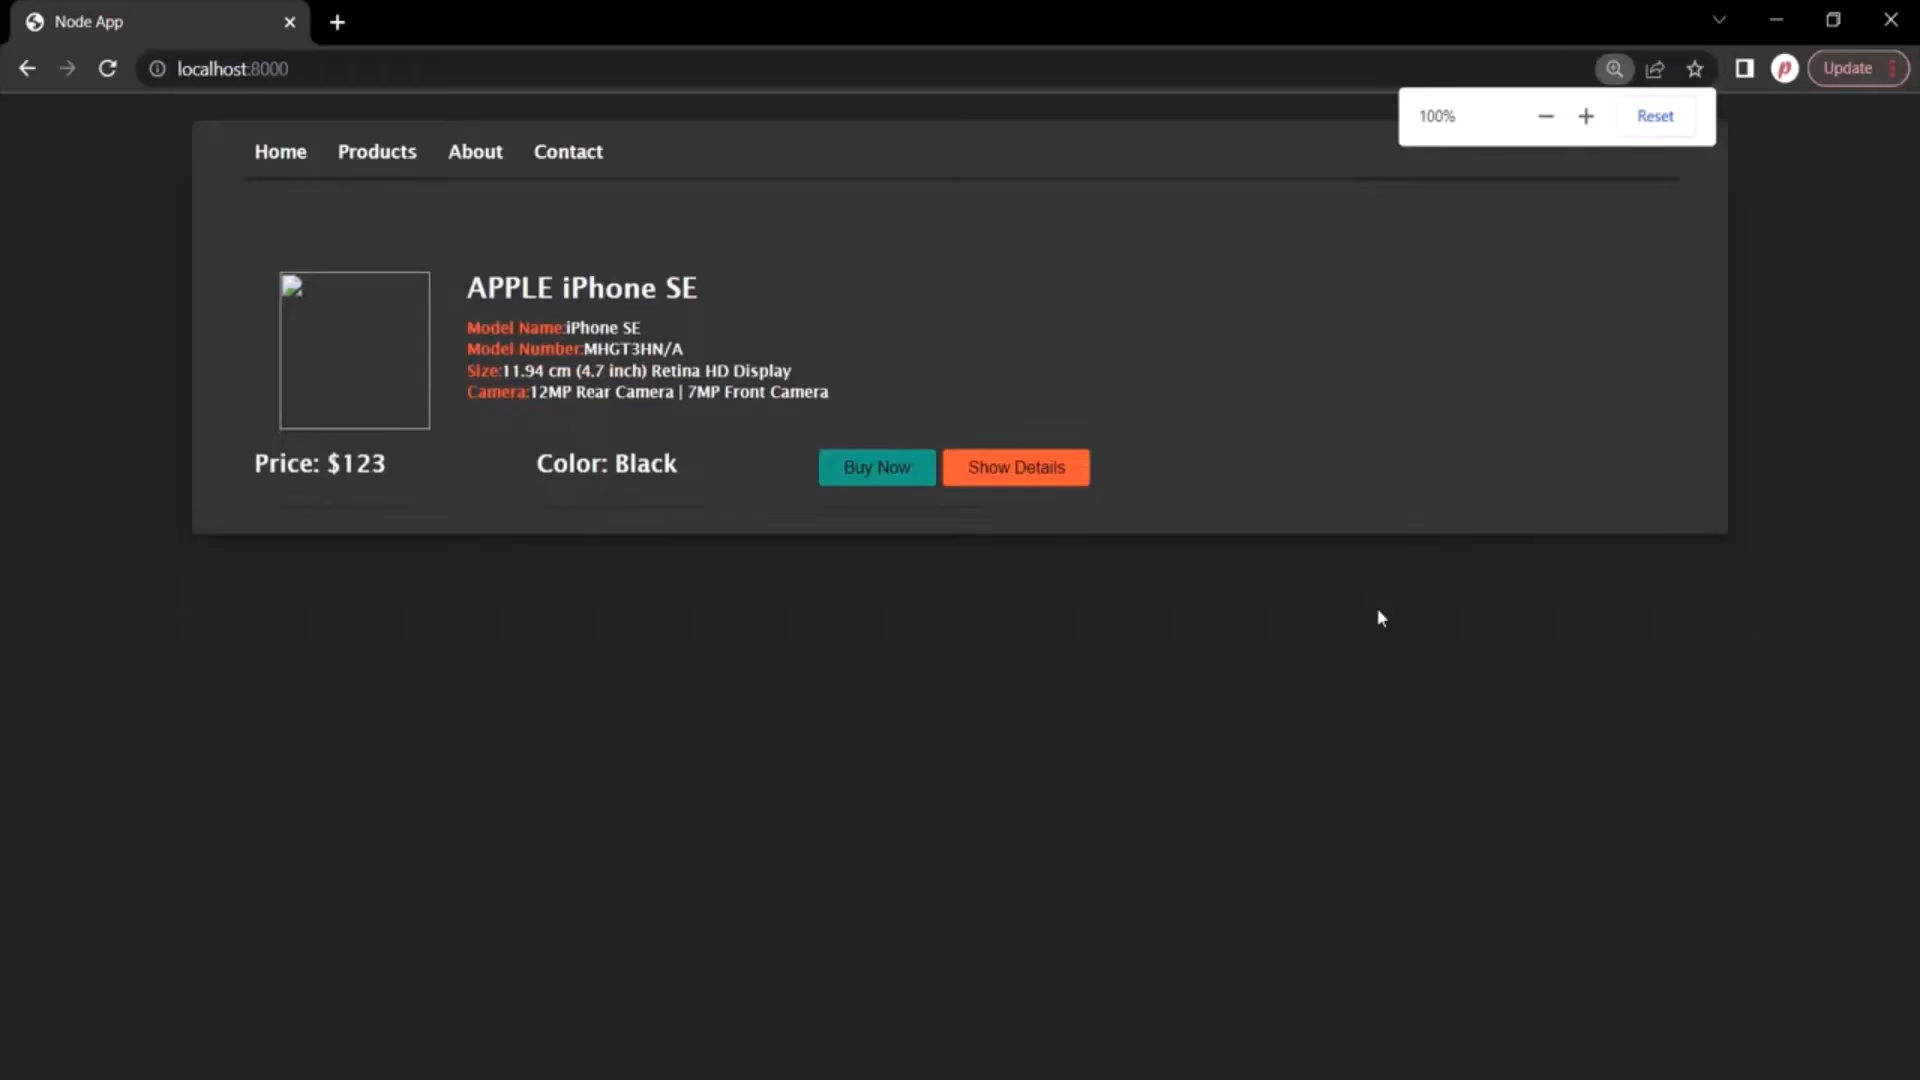 Node App
localhost:8000
Update
100%
Reset
Home Products About Contact
APPLE iPhone SE
Model Name:iPhone SE
Model Number:MHGT3HN/A
Size:11.94 cm (4.7 inch) Retina HD Display
Camera:12MP Rear Camera | 7MP Front Camera
Price: $123 Color: Black Buy Now Show Details